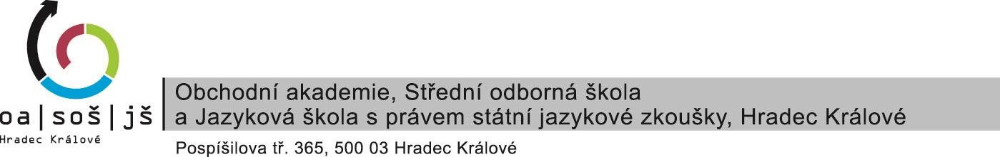 oa|soš|jš
Hradec Králové
Obchodní akademie, Střední odborná škola
a Jazyková škola s právem státní jazykové zkoušky, Hradec Králové
Pospíšilova tř. 365, 500 03 Hradec Králové